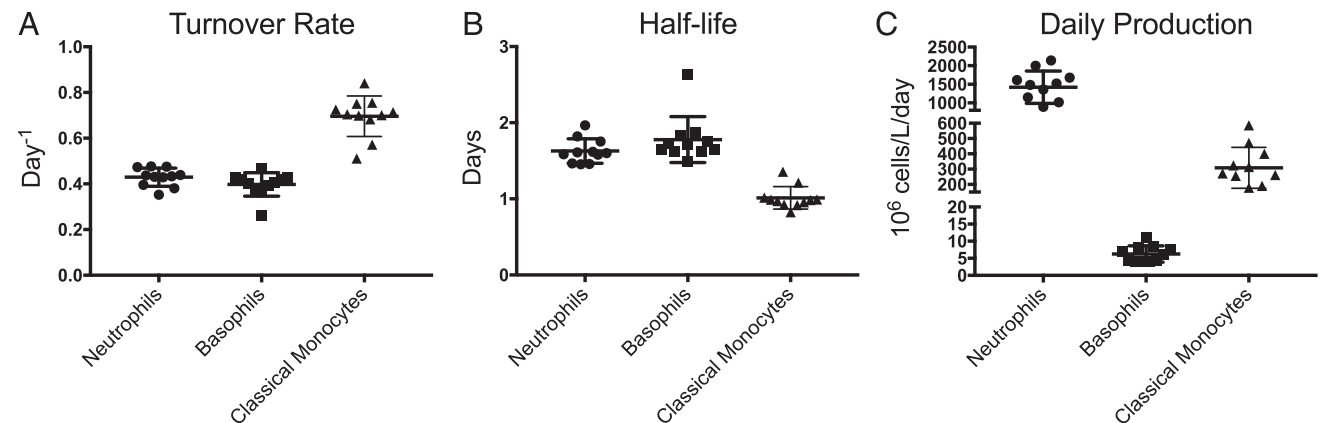 A
Turnover Rate
1.0
0.8
0.6
0.4
0.2
0.0
Day-1
Neutrophils
Basophils
Classical Monocytes
B
Half-life
3
2
1
0
Days
Neutrophils
Basophils
Classical Monocytes
C
Daily Production
2500
2000
1500
1000
600
500
400
300
200
20
15
10
5
0
10⁶ cells/L/day
Neutrophils
Basophils
Classical Monocytes